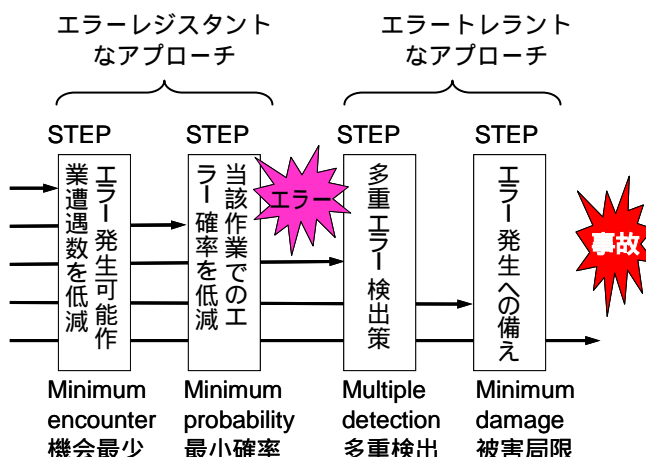 エラーレジスタント
なアプローチ
エラートレラント
なアプローチ
STEP
STEP
STEP
STEP
エラー発生可能作
業遭遇数を低減
当該作業でのエ
ラー確率を低減
エラー
多重エラー検出策
エラー発生への備え
事故
Minimum
encounter
機会最少
Minimum
probability
最小確率
Multiple
detection
多重検出
Minimum
damage
被害局限